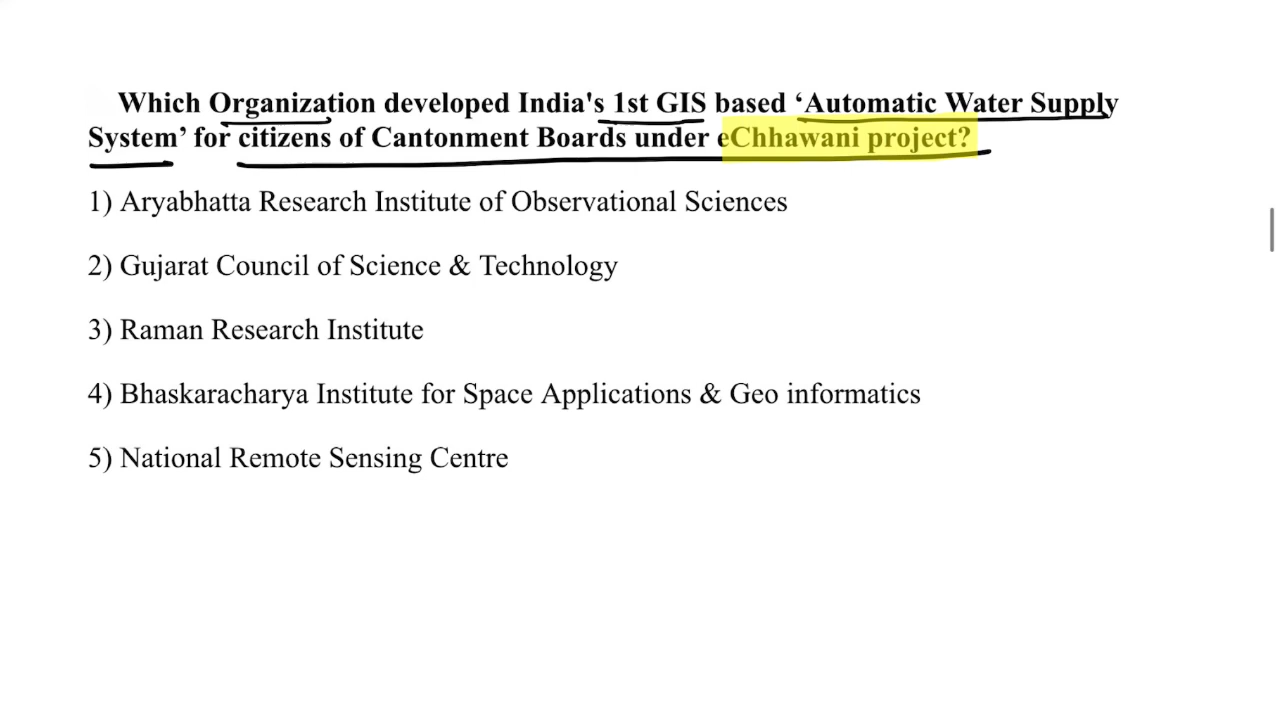 Which Organization developed India's 1st GIS based ‘Automatic Water Supply
System’ for citizens of Cantonment Boards under eChhawani project?
1) Aryabhatta Research Institute of Observational Sciences
2) Gujarat Council of Science & Technology
3) Raman Research Institute
4) Bhaskaracharya Institute for Space Applications & Geo informatics
5) National Remote Sensing Centre